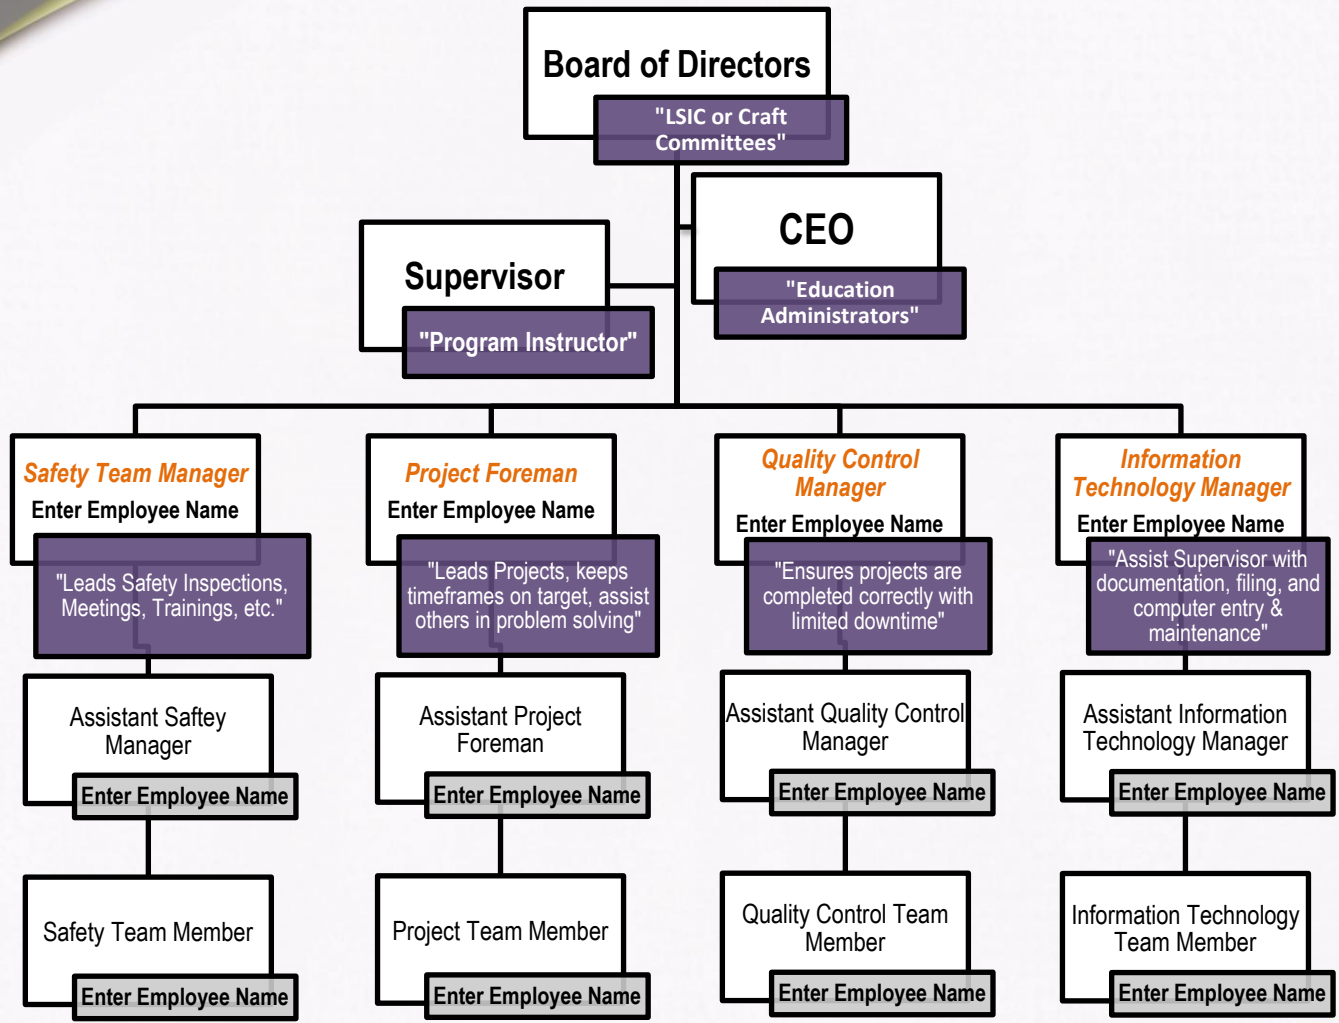 Board of Directors
"LSIC or Craft
Committees"
CEO
"Education
Administrators"
Supervisor
"Program Instructor"
Safety Team Manager
Enter Employee Name
"Leads Safety Inspections,
Meetings, Trainings, etc."
Project Foreman
Enter Employee Name
"Leads Projects, keeps
timeframes on target, assist
others in problem solving"
Quality Control
Manager
Enter Employee Name
"Ensures projects are
completed correctly with
limited downtime"
Information
Technology Manager
Enter Employee Name
"Assist Supervisor with
documentation, filing, and
computer entry &
maintenance"
Assistant Saftey
Manager
Enter Employee Name
Assistant Project
Foreman
Enter Employee Name
Assistant Quality Control
Manager
Enter Employee Name
Assistant Information
Technology Manager
Enter Employee Name
Safety Team Member
Enter Employee Name
Project Team Member
Enter Employee Name
Quality Control Team
Member
Enter Employee Name
Information Technology
Team Member
Enter Employee Name